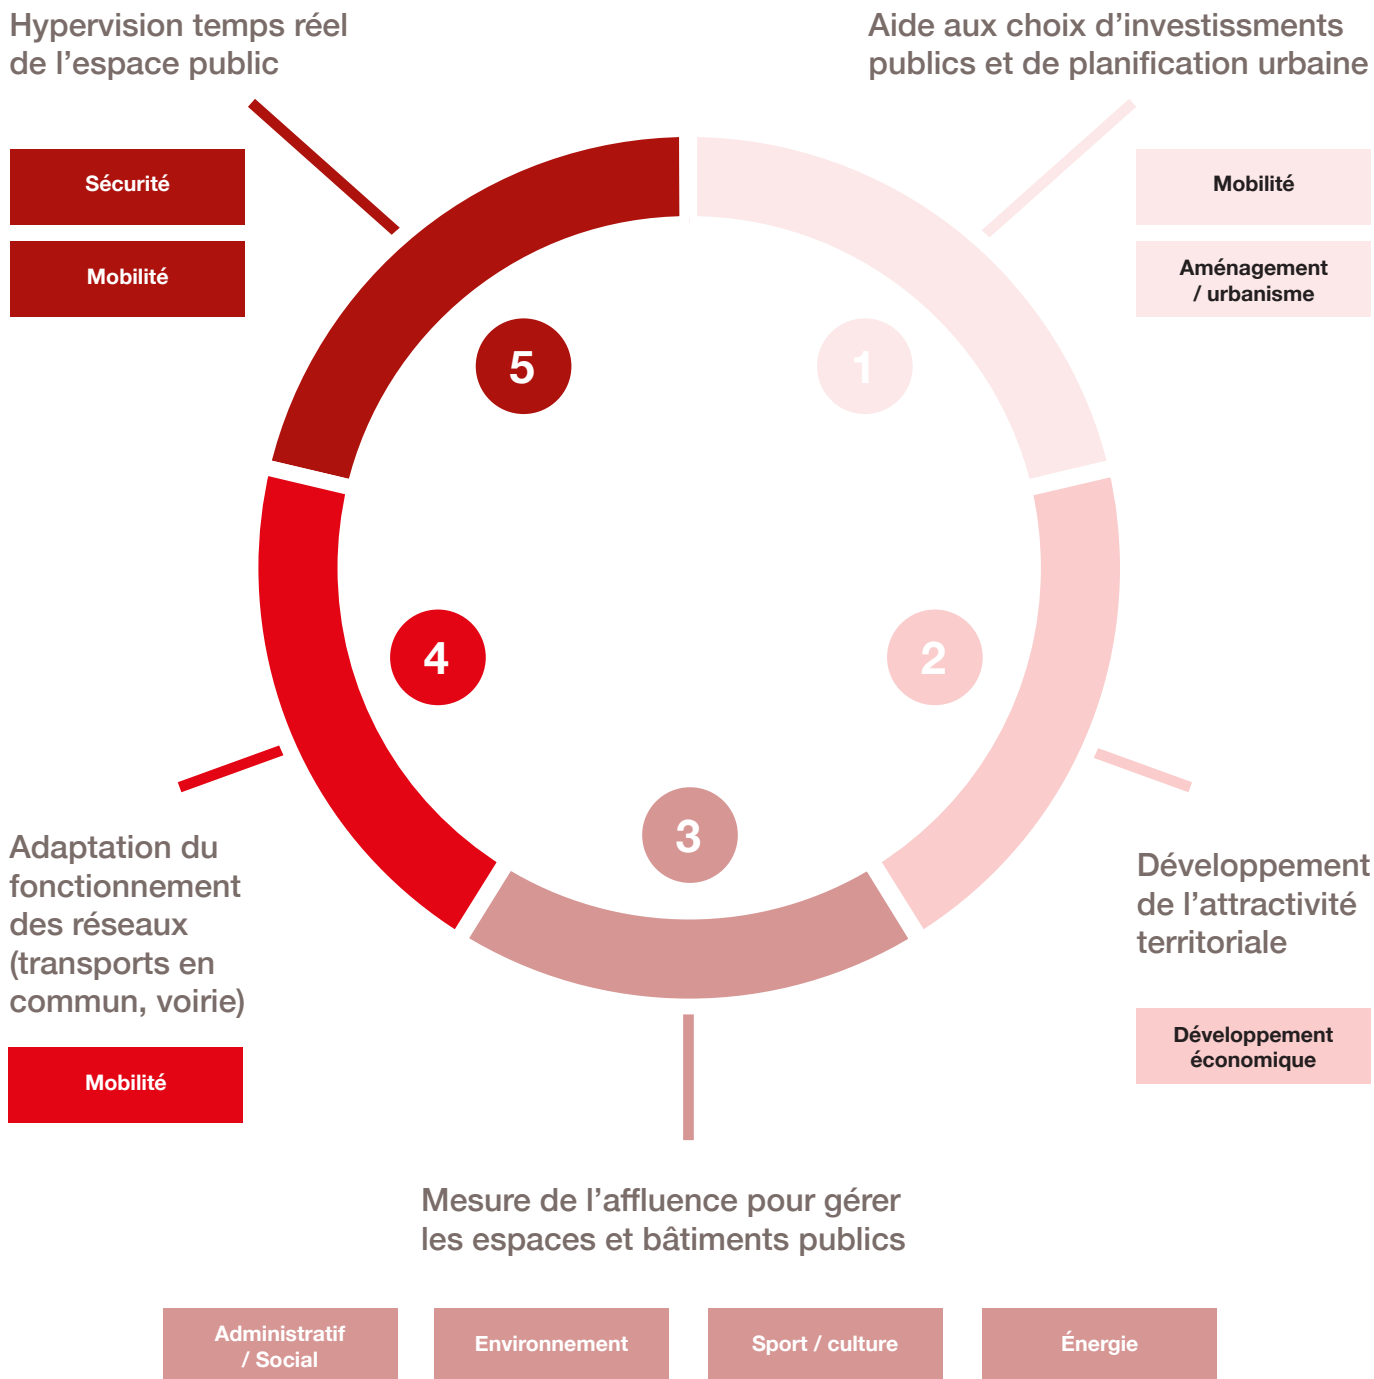 Hypervision temps réel
de l’espace public
Sécurité
Mobilité
Aide aux choix d’investissments
publics et de planification urbaine
Mobilité
Aménagement
/ urbanisme
5
1
4
2
3
Adaptation du
fonctionnement
des réseaux
(transports en
commun, voirie)
Mobilité
Développement
de l’attractivité
territoriale
Développement
économique
Mesure de l’affluence pour gérer
les espaces et bâtiments publics
Administratif
/ Social
Environnement
Sport / culture
Énergie